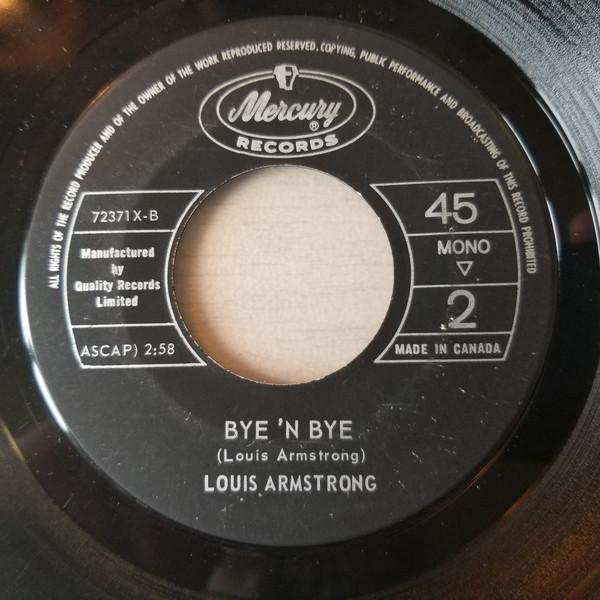 ALL RIGHTS OF THE RECORD PRODUCER AND OF THE OWNER OF THE WORK REPRODUCED RESERVED. COPYING, PUBLIC PERFORMANCE AND BROADCASTING OF THIS RECORD PROHIBITED
Mercury®
RECORDS
72371X-B
Manufactured
by
Quality Records
Limited
ASCAP) 2:58
45
MONO
2
MADE IN CANADA
BYE 'N BYE
(Louis Armstrong)
LOUIS ARMSTRONG